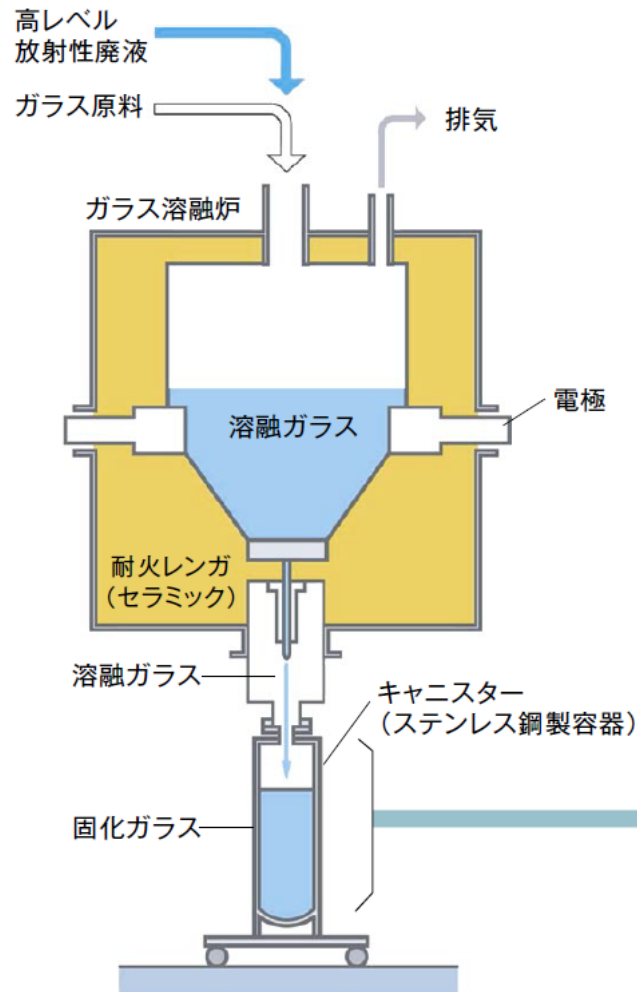 高レベル
放射性廃液
ガラス原料
排気
ガラス溶融炉
電極
溶融ガラス
耐火レンガ
(セラミック)
溶融ガラス
キャニスター
(ステンレス鋼製容器)
固化ガラス